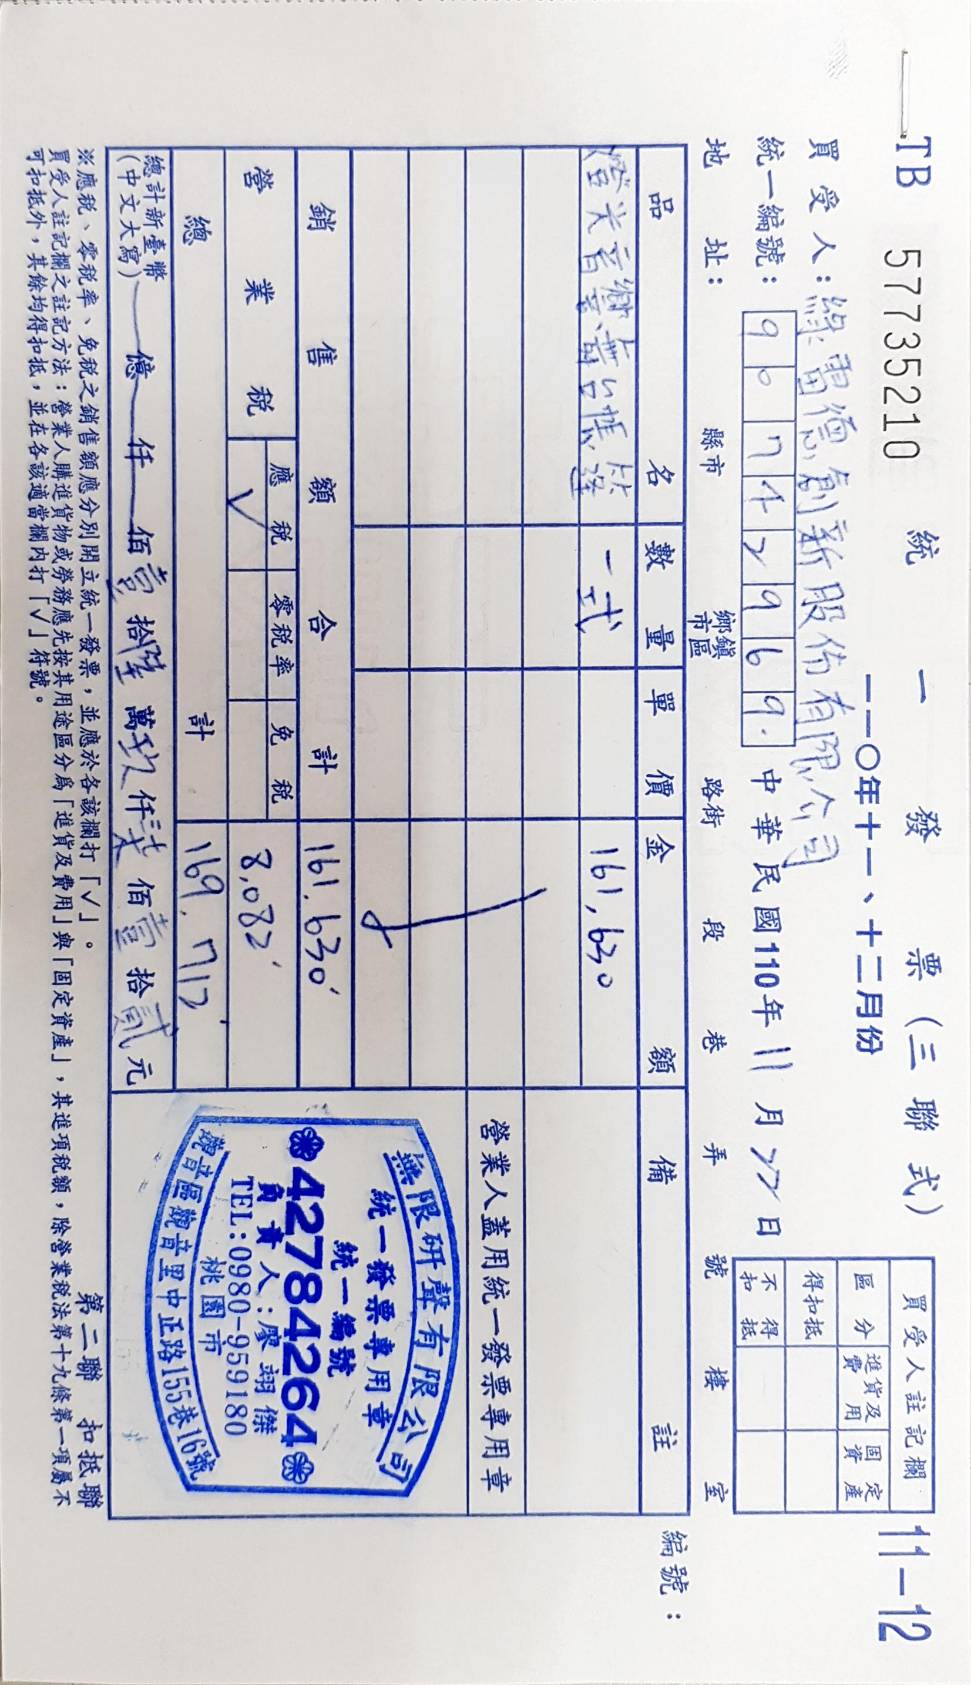 TB 57735210
統一發票(三聯式)
11-12
一一〇年十一、十二月份
買受人:綠雷德創新股份有限公司
統一編號:90742969
中華民國110年11月22日
地址: 縣市 鄉鎮市區 路街 段 巷 弄 號 樓 室
買受人註記欄
區分 進貨及費用 固定資產
得扣抵
不得扣抵
編號:
品名 數量 單價 金額 備註
燈光音響 一式 161,630
營業人蓋用統一發票專用章
銷售額合計 161,630
營業稅 應稅 零稅率 免稅
✓ 8,082
總計 169,712
總計新臺幣
(中文大寫) 億 仟 佰壹拾陸萬玖仟柒佰壹拾貳元
無限研聲有限公司
統一發票專用章
統一編號
42784264
負責人:廖翊傑
TEL:0980-959180
桃園市
觀音區觀音里中正路155巷16號
※應稅、零稅率、免稅之銷售額應分別開立統一發票,並應於各該欄打「✓」。
買受人註記欄之註記方法:營業人購進貨物或勞務應先按其用途區分為「進貨及費用」與「固定資產」,其進項稅額,除營業稅法第十九條第一項屬不
可扣抵外,其餘均得扣抵,並在各該適當欄內打「✓」符號。
第二聯 扣抵聯